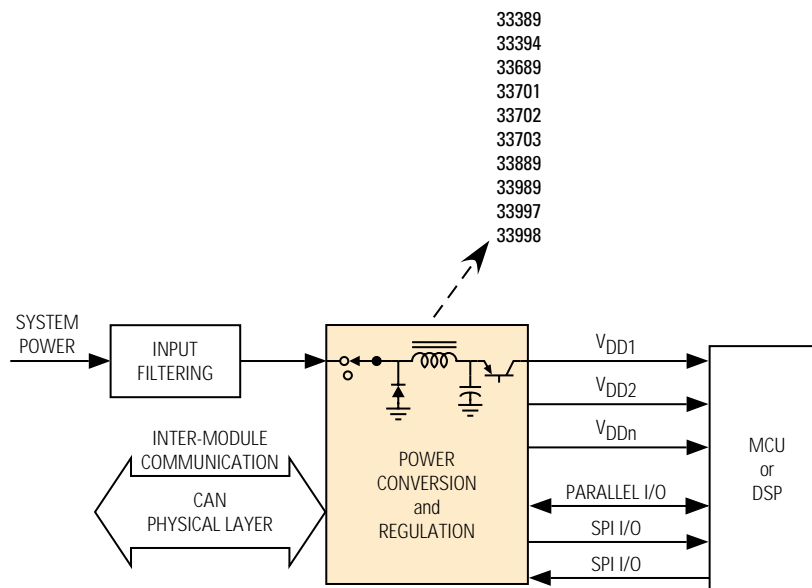 33389
33394
33689
33701
33702
33703
33889
33989
33997
33998
SYSTEM
POWER
INPUT
FILTERING
INTER-MODULE
COMMUNICATION
CAN
PHYSICAL LAYER
POWER
CONVERSION
and
REGULATION
VDD1
VDD2
VDDn
PARALLEL I/O
SPI I/O
SPI I/O
MCU
or
DSP